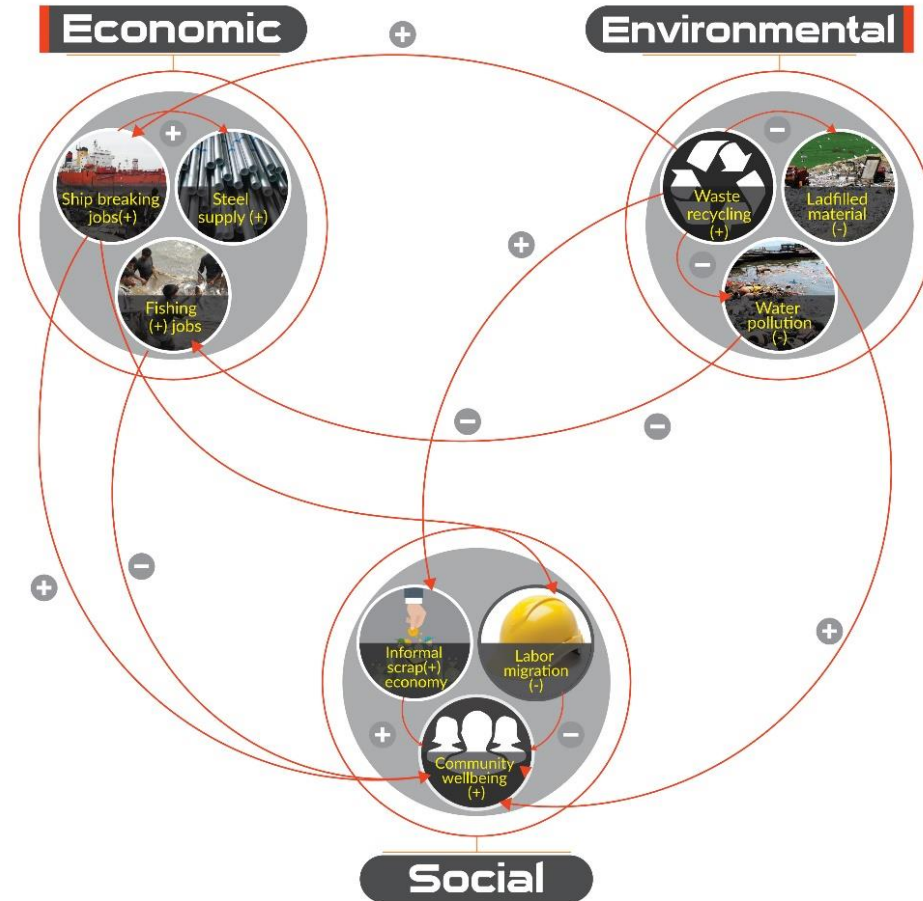 Economic
Environmental
+
+
−
Ship breaking
jobs(+)
Steel
supply (+)
Waste
recycling
(+)
Ladfilled
material
(-)
+
−
Fishing
(+) jobs
Water
pollution
(-)
−
−
+
−
+
Informal
scrap(+)
economy
Labor
migration
(-)
+
−
Community
wellbeing
(+)
Social